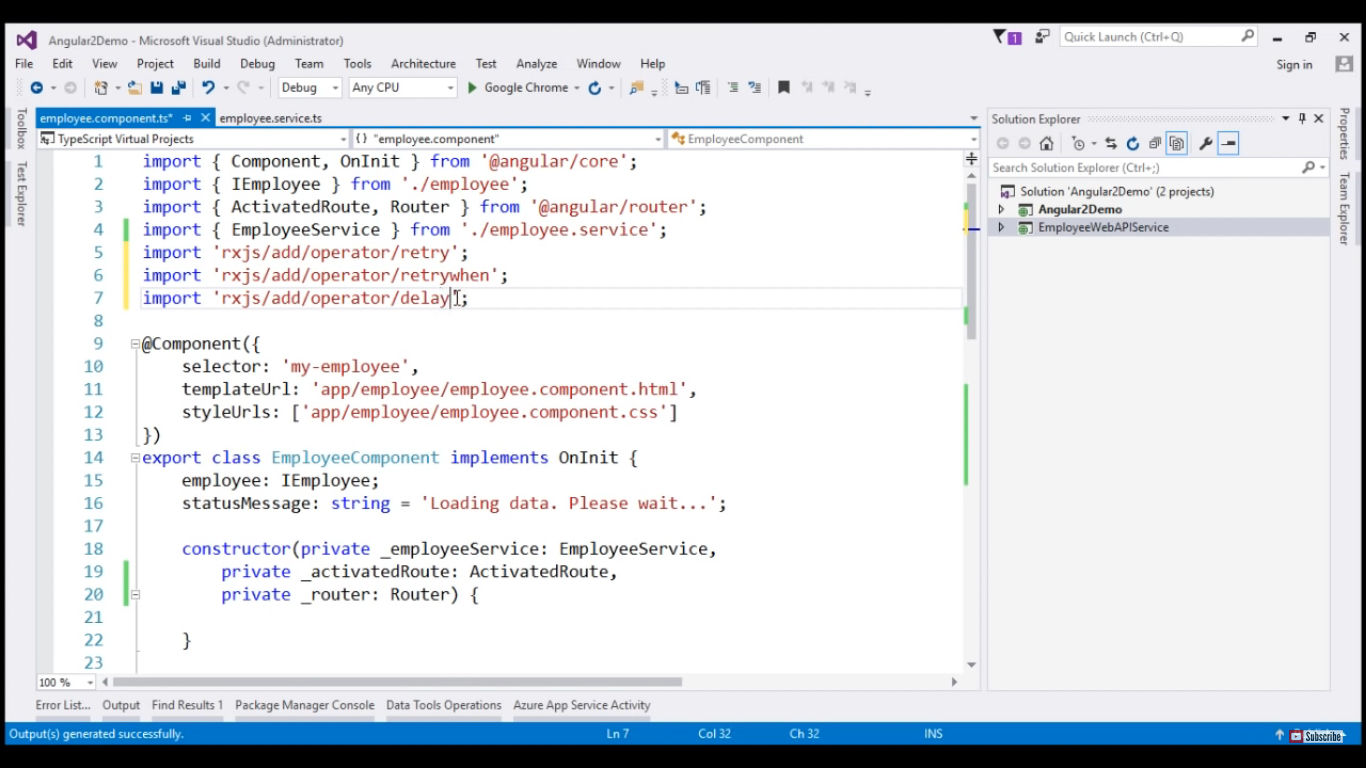 Angular2Demo - Microsoft Visual Studio (Administrator)
1
Quick Launch (Ctrl+Q)
File Edit View Project Build Debug Team Tools Architecture Test Analyze Window Help
Sign in
Debug
Any CPU
Google Chrome
Toolbox
Test Explorer
employee.component.ts*
employee.service.ts
TypeScript Virtual Projects
{} "employee.component"
EmployeeComponent
1 import { Component, OnInit } from '@angular/core';
2 import { IEmployee } from './employee';
3 import { ActivatedRoute, Router } from '@angular/router';
4 import { EmployeeService } from './employee.service';
5 import 'rxjs/add/operator/retry';
6 import 'rxjs/add/operator/retrywhen';
7 import 'rxjs/add/operator/delay';
8
9 @Component({
10 selector: 'my-employee',
11 templateUrl: 'app/employee/employee.component.html',
12 styleUrls: ['app/employee/employee.component.css']
13 })
14 export class EmployeeComponent implements OnInit {
15 employee: IEmployee;
16 statusMessage: string = 'Loading data. Please wait...';
17
18 constructor(private _employeeService: EmployeeService,
19 private _activatedRoute: ActivatedRoute,
20 private _router: Router) {
21
22 }
23
100 %
Solution Explorer
Search Solution Explorer (Ctrl+;)
Solution 'Angular2Demo' (2 projects)
Angular2Demo
EmployeeWebAPIService
Properties
Team Explorer
Error List... Output Find Results 1 Package Manager Console Data Tools Operations Azure App Service Activity
Output(s) generated successfully.
Ln 7 Col 32 Ch 32 INS
Subscribe